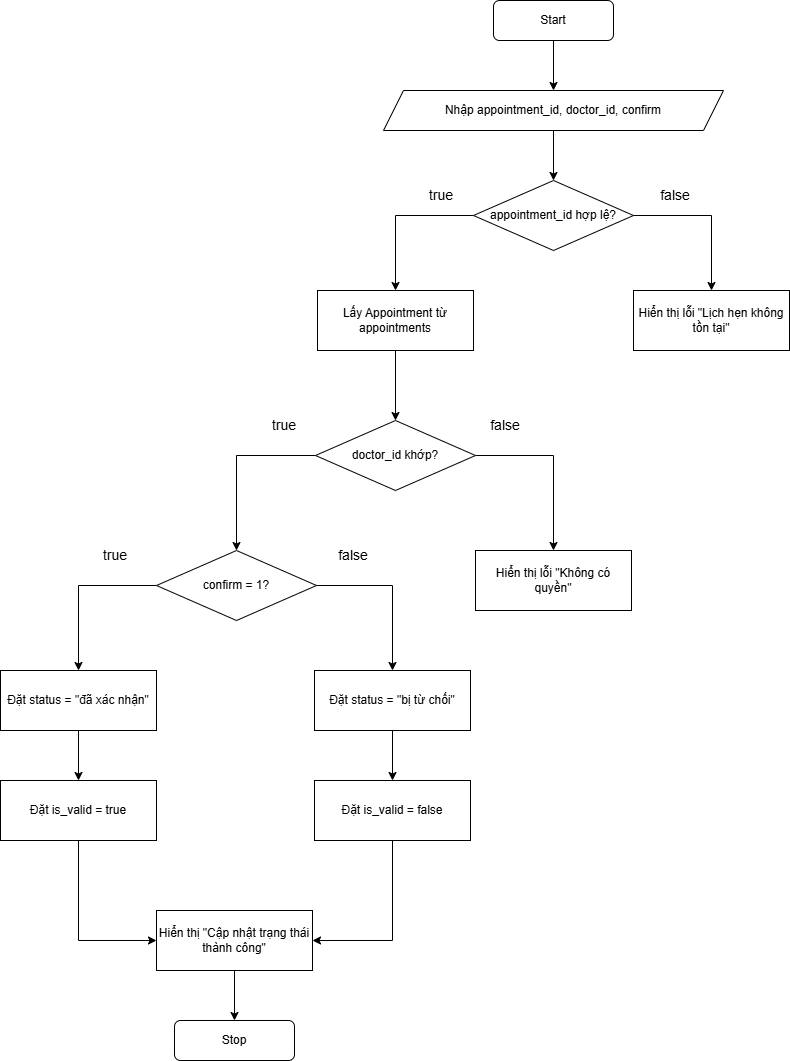 Start
Nhập appointment_id, doctor_id, confirm
true
false
appointment_id hợp lệ?
Lấy Appointment từ
appointments
Hiển thị lỗi "Lịch hẹn không
tồn tại"
true
false
doctor_id khớp?
true
false
confirm = 1?
Hiển thị lỗi "Không có
quyền"
Đặt status = "đã xác nhận"
Đặt status = "bị từ chối"
Đặt is_valid = true
Đặt is_valid = false
Hiển thị "Cập nhật trạng thái
thành công"
Stop